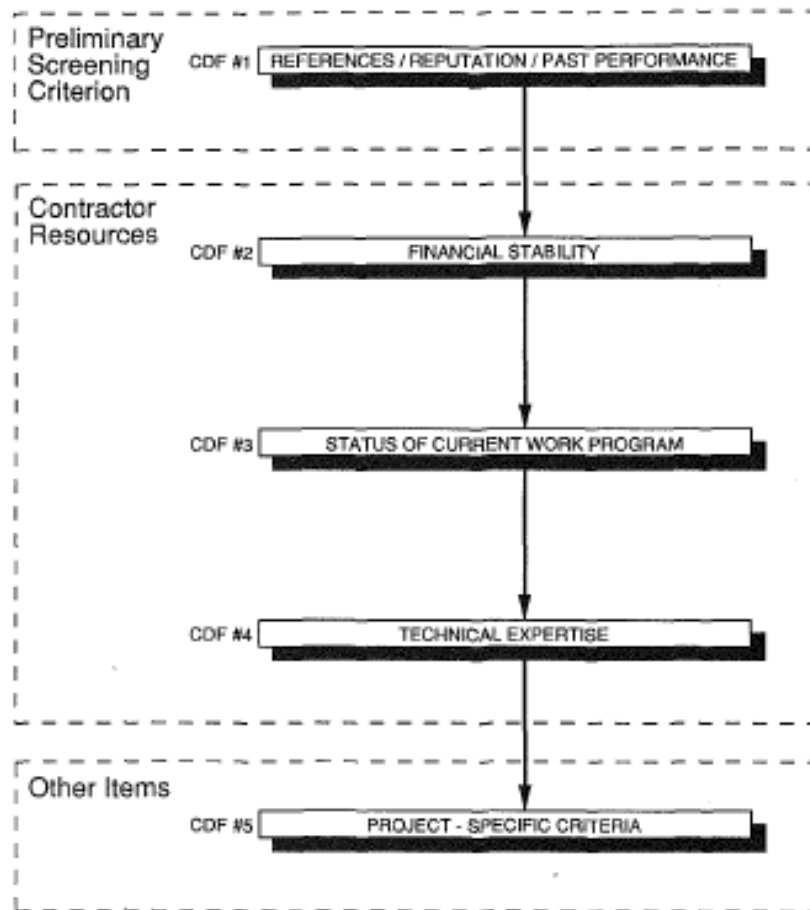 Preliminary
Screening
Criterion
CDF #1 REFERENCES / REPUTATION / PAST PERFORMANCE
Contractor
Resources
CDF #2 FINANCIAL STABILITY
CDF #3 STATUS OF CURRENT WORK PROGRAM
CDF #4 TECHNICAL EXPERTISE
Other Items
CDF #5 PROJECT - SPECIFIC CRITERIA